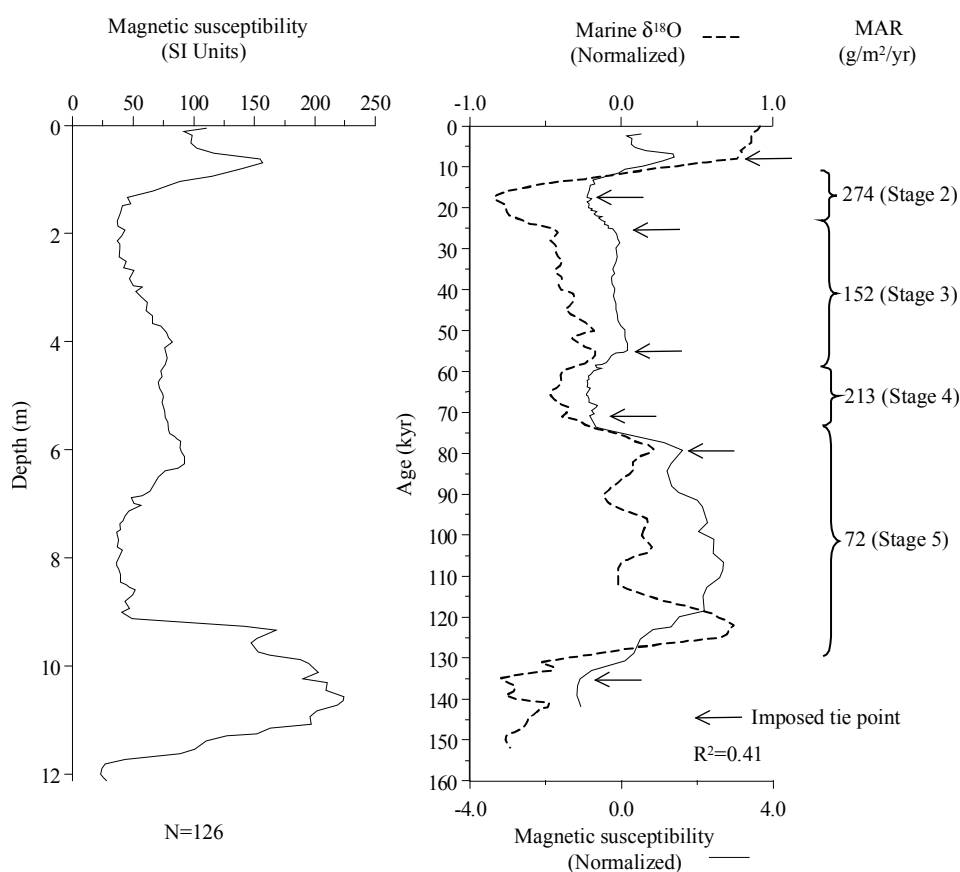 Magnetic susceptibility
(SI Units)
0 50 100 150 200 250
0
2
4
6
8
10
12
Depth (m)
N=126
Marine δ¹⁸O
(Normalized)
-1.0 0.0 1.0
0
10
20
30
40
50
60
70
80
90
100
110
120
130
140
150
160
Age (kyr)
Imposed tie point
R²=0.41
-4.0 0.0 4.0
Magnetic susceptibility
(Normalized)
MAR
(g/m²/yr)
274 (Stage 2)
152 (Stage 3)
213 (Stage 4)
72 (Stage 5)